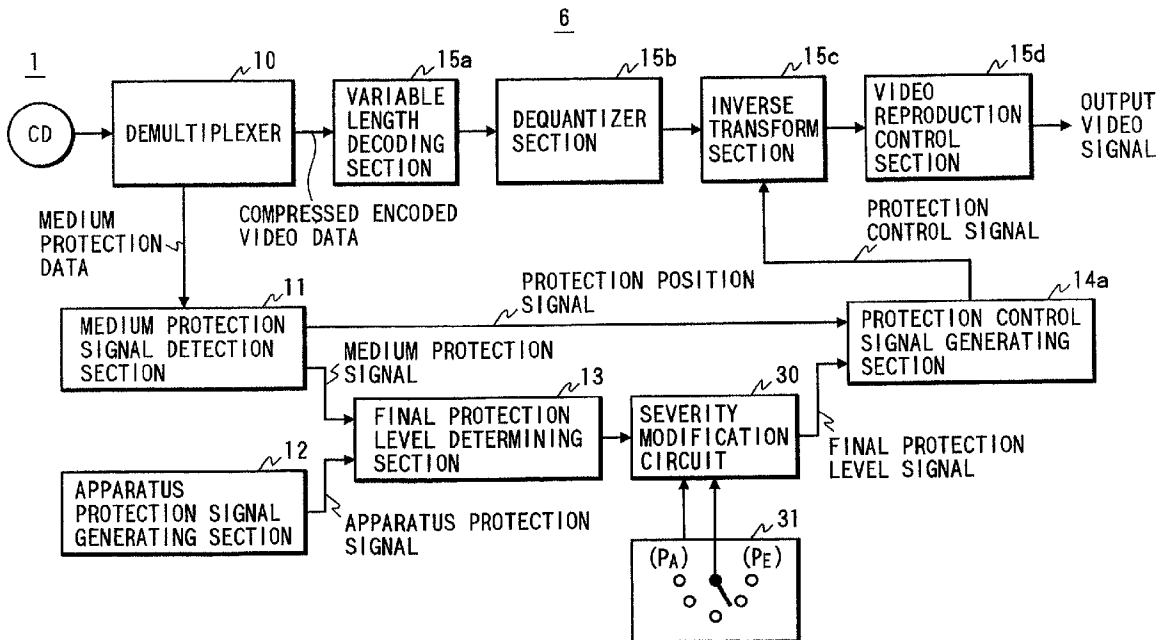 6
1
10
15a
15b
15c
15d
CD
DEMULTIPLEXER
VARIABLE
LENGTH
DECODING
SECTION
DEQUANTIZER
SECTION
INVERSE
TRANSFORM
SECTION
VIDEO
REPRODUCTION
CONTROL
SECTION
OUTPUT
VIDEO
SIGNAL
MEDIUM
PROTECTION
DATA
COMPRESSED ENCODED
VIDEO DATA
PROTECTION
CONTROL SIGNAL
11
PROTECTION POSITION
SIGNAL
14a
MEDIUM PROTECTION
SIGNAL DETECTION
SECTION
PROTECTION CONTROL
SIGNAL GENERATING
SECTION
MEDIUM PROTECTION
SIGNAL
13
30
FINAL PROTECTION
LEVEL DETERMINING
SECTION
SEVERITY
MODIFICATION
CIRCUIT
FINAL PROTECTION
LEVEL SIGNAL
12
APPARATUS
PROTECTION SIGNAL
GENERATING SECTION
APPARATUS PROTECTION
SIGNAL
31
(PA) (PE)